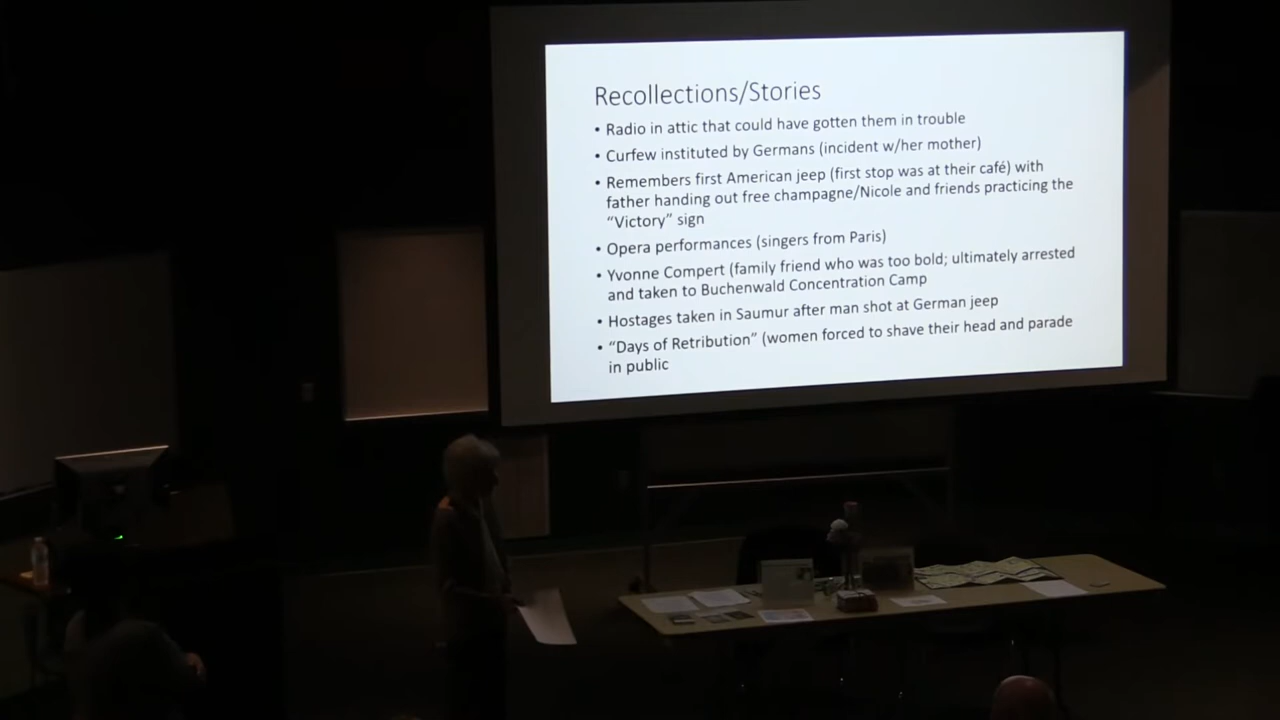 Recollections/Stories
• Radio in attic that could have gotten them in trouble
• Curfew instituted by Germans (incident w/her mother)
• Remembers first American jeep (first stop was at their café) with
father handing out free champagne/Nicole and friends practicing the
“Victory” sign
• Opera performances (singers from Paris)
• Yvonne Compert (family friend who was too bold; ultimately arrested
and taken to Buchenwald Concentration Camp
• Hostages taken in Saumur after man shot at German jeep
• “Days of Retribution” (women forced to shave their head and parade
in public